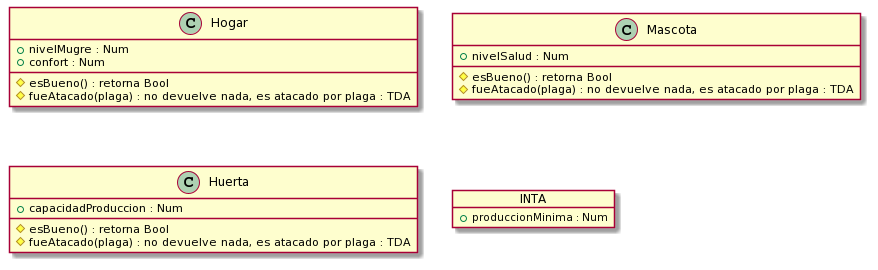 C Hogar
nivelMugre : Num
confort : Num
esBueno() : retorna Bool
fueAtacado(plaga) : no devuelve nada, es atacado por plaga : TDA
C Mascota
nivelSalud : Num
esBueno() : retorna Bool
fueAtacado(plaga) : no devuelve nada, es atacado por plaga : TDA
C Huerta
capacidadProduccion : Num
esBueno() : retorna Bool
fueAtacado(plaga) : no devuelve nada, es atacado por plaga : TDA
INTA
produccionMinima : Num